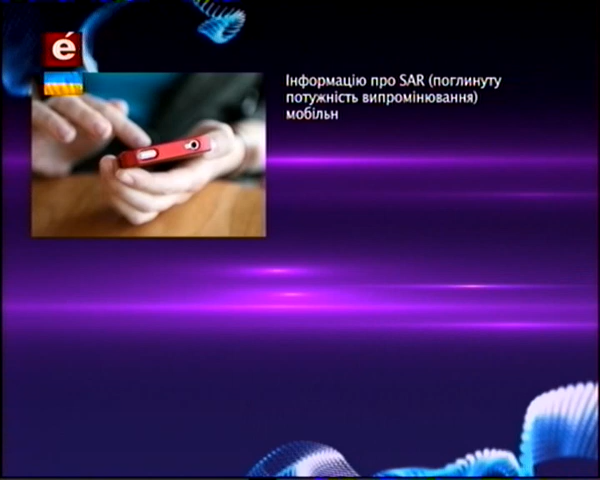 é
Інформацію про SAR (поглинуту
потужність випромінювання)
мобільн